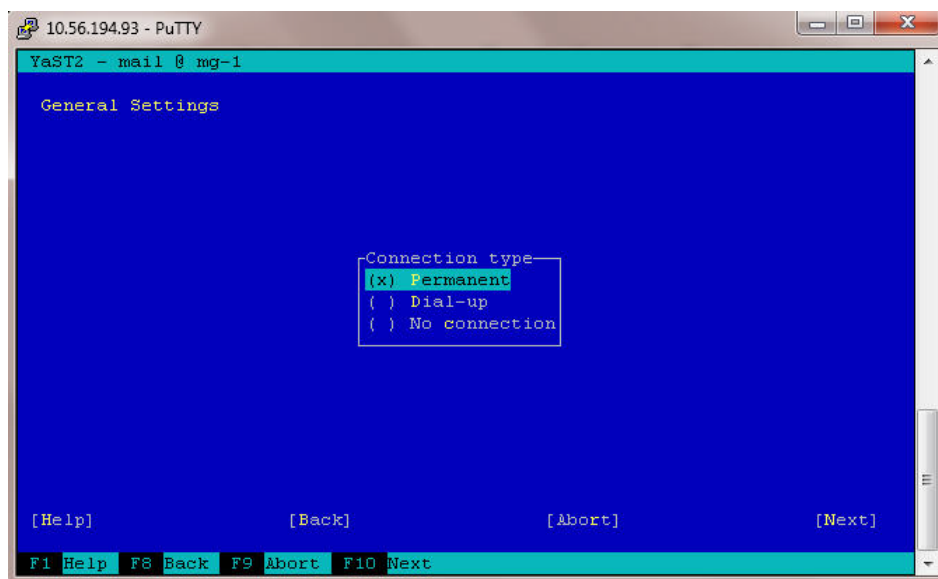 10.56.194.93 - PuTTY
YaST2 - mail @ mg-1
General Settings
Connection type
(x) Permanent
( ) Dial-up
( ) No connection
[Help] [Back] [Abort] [Next]
F1 Help F8 Back F9 Abort F10 Next